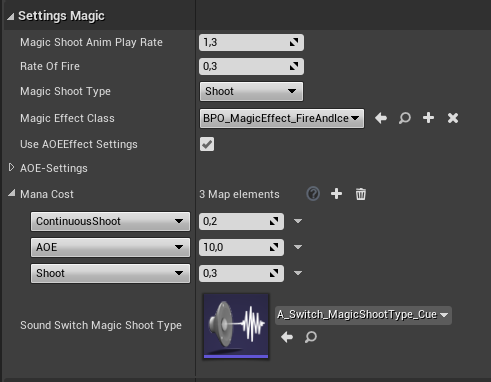 Settings Magic
Magic Shoot Anim Play Rate 1,3
Rate Of Fire 0,3
Magic Shoot Type Shoot
Magic Effect Class BPO_MagicEffect_FireAndIce
Use AOEEffect Settings
AOE-Settings
Mana Cost 3 Map elements
ContinuousShoot 0,2
AOE 10,0
Shoot 0,3
Sound Switch Magic Shoot Type A_Switch_MagicShootType_Cue